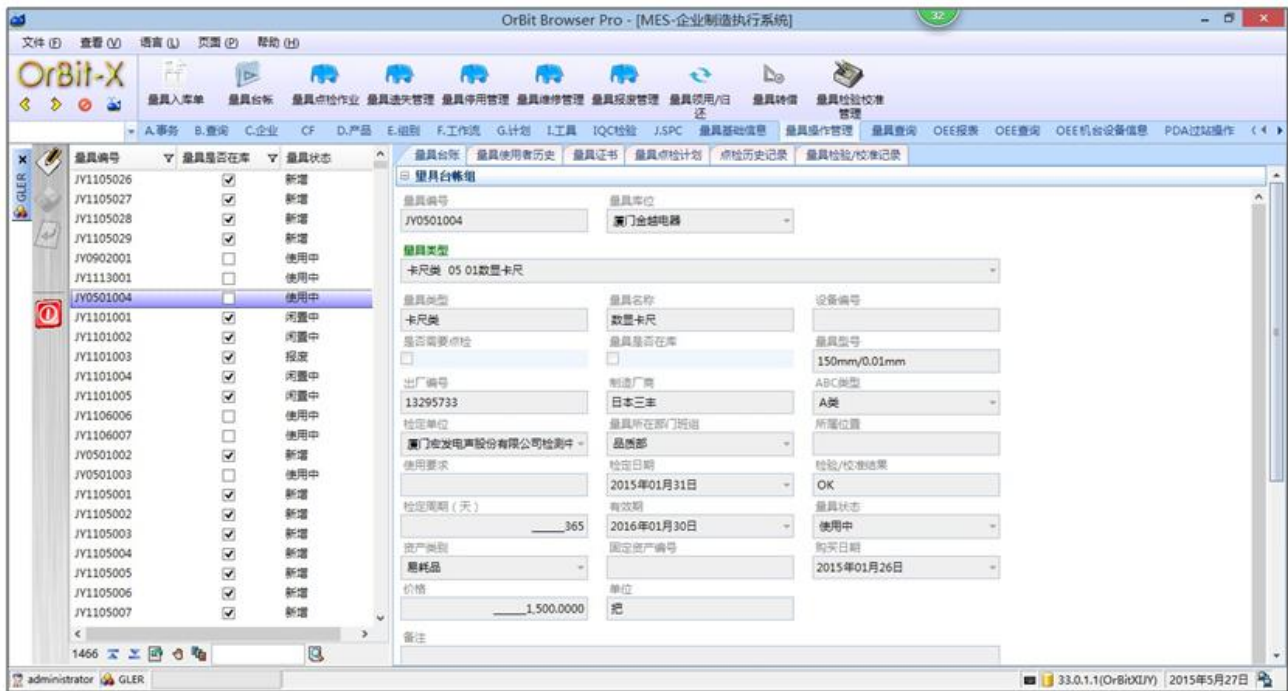 OrBit Browser Pro - [MES-企业制造执行系统]
32
文件(F) 查看(V) 语言(L) 页面(P) 帮助(H)
OrBit-X
量具入库单 量具台帐 量具点检作业 量具遗失管理 量具停用管理 量具维修管理 量具报废管理 量具领用/归还 量具转借 量具检验校准管理
A.事务 B.查询 C.企业 CF D.产品 E.组别 F.工作流 G.计划 I.工具 IQC检验 J.SPC 量具基础信息 量具操作管理 量具查询 OEE报表 OEE查询 OEE机台设备信息 PDA过站操作
GLER
量具编号 量具是否在库 量具状态
JY1105026 新增
JY1105027 新增
JY1105028 新增
JY1105029 新增
JY0902001 使用中
JY1113001 使用中
JY0501004 使用中
JY1101001 闲置中
JY1101002 闲置中
JY1101003 报废
JY1101004 闲置中
JY1101005 闲置中
JY1106006 使用中
JY1106007 使用中
JY0501002 新增
JY0501003 使用中
JY1105001 新增
JY1105002 新增
JY1105003 新增
JY1105004 新增
JY1105005 新增
JY1105006 新增
JY1105007 新增
1466
量具台账 量具使用者历史 量具证书 量具点检计划 点检历史记录 量具检验/校准记录
量具台帐组
量具编号 量具库位
JY0501004 厦门金越电器
量具类型
卡尺类 05 01数显卡尺
量具类型 量具名称 设备编号
卡尺类 数显卡尺
是否需要点检 量具是否在库 量具型号
150mm/0.01mm
出厂编号 制造厂商 ABC类型
13295733 日本三丰 A类
检定单位 量具所在部门班组 所属位置
厦门宏发电声股份有限公司检测中 品质部
使用要求 检定日期 检验/校准结果
2015年01月31日 OK
检定周期(天) 有效期 量具状态
_____365 2016年01月30日 使用中
资产类别 固定资产编号 购买日期
易耗品 2015年01月26日
价格 单位
_____1,500.0000 把
备注
administrator GLER 33.0.1.1(OrBitXIJY) 2015年5月27日